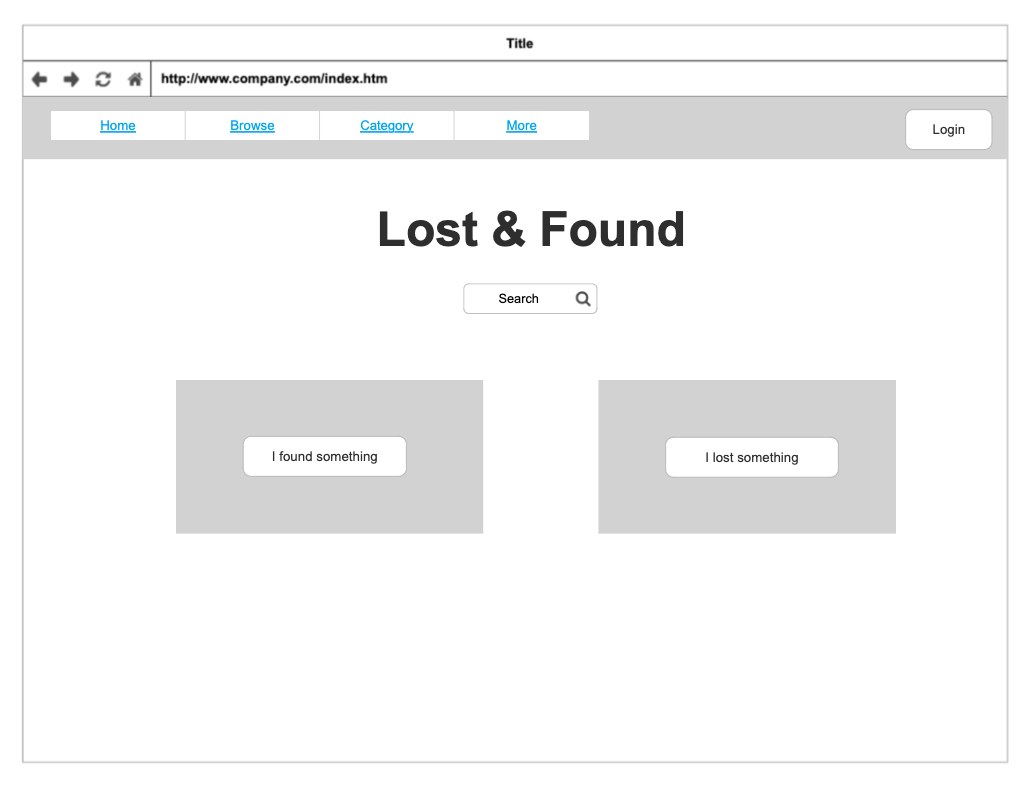 Title
http://www.company.com/index.htm
Home Browse Category More
Login
Lost & Found
Search
I found something
I lost something